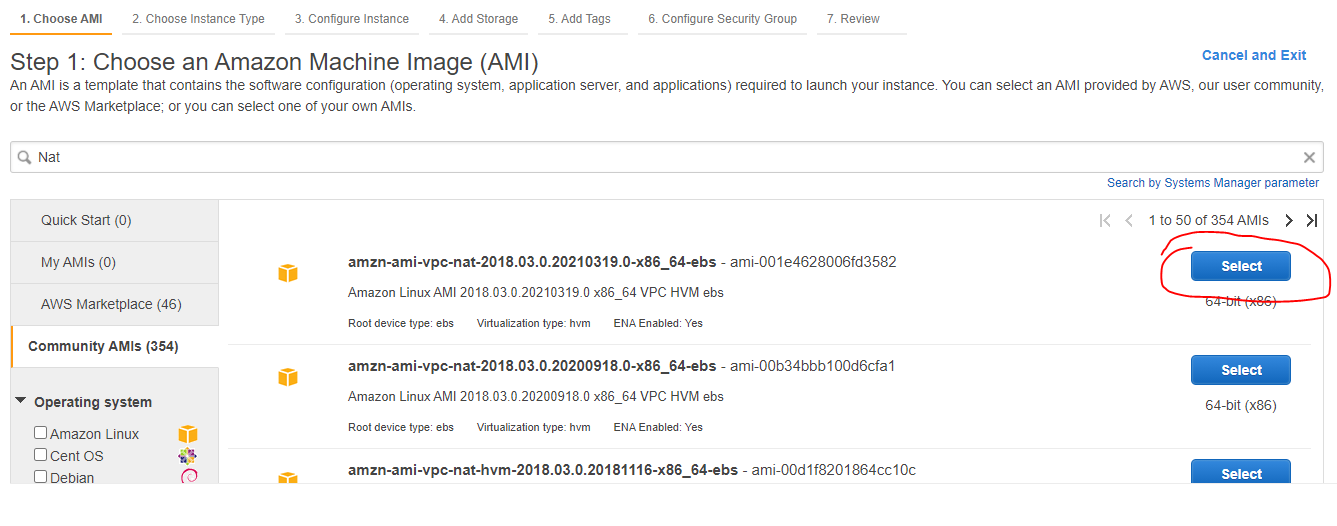 1. Choose AMI 2. Choose Instance Type 3. Configure Instance 4. Add Storage 5. Add Tags 6. Configure Security Group 7. Review
Step 1: Choose an Amazon Machine Image (AMI)
Cancel and Exit
An AMI is a template that contains the software configuration (operating system, application server, and applications) required to launch your instance. You can select an AMI provided by AWS, our user community,
or the AWS Marketplace; or you can select one of your own AMIs.
Nat
Search by Systems Manager parameter
Quick Start (0)
My AMIs (0)
AWS Marketplace (46)
Community AMIs (354)
Operating system
Amazon Linux
Cent OS
Debian
1 to 50 of 354 AMIs
amzn-ami-vpc-nat-2018.03.0.20210319.0-x86_64-ebs - ami-001e4628006fd3582
Select
Amazon Linux AMI 2018.03.0.20210319.0 x86_64 VPC HVM ebs
64-bit (x86)
Root device type: ebs Virtualization type: hvm ENA Enabled: Yes
amzn-ami-vpc-nat-2018.03.0.20200918.0-x86_64-ebs - ami-00b34bbb100d6cfa1
Select
Amazon Linux AMI 2018.03.0.20200918.0 x86_64 VPC HVM ebs
64-bit (x86)
Root device type: ebs Virtualization type: hvm ENA Enabled: Yes
amzn-ami-vpc-nat-hvm-2018.03.0.20181116-x86_64-ebs - ami-00d1f8201864cc10c
Select